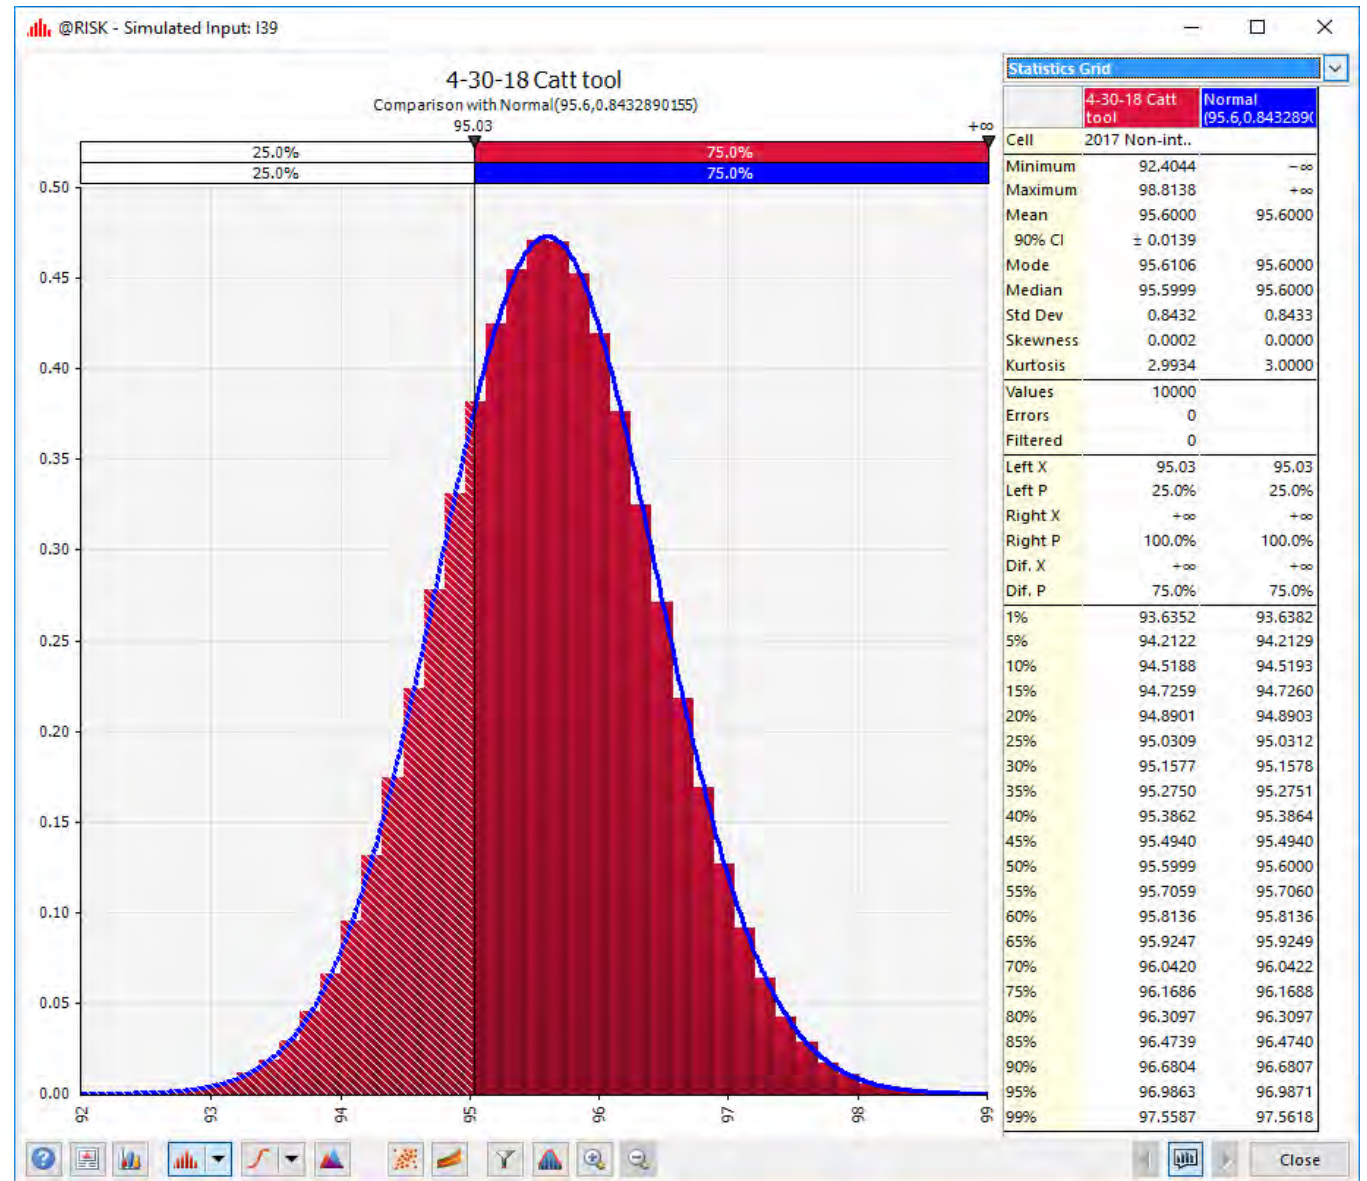 @RISK - Simulated Input: I39
4-30-18 Catt tool
Comparison with Normal(95.6,0.8432890155)
95.03 +∞
25.0% 75.0%
25.0% 75.0%
0.50
0.45
0.40
0.35
0.30
0.25
0.20
0.15
0.10
0.05
0.00
92 93 94 95 96 97 98 99
Statistics Grid
4-30-18 Catt tool Normal (95.6,0.843289(
Cell 2017 Non-int..
Minimum 92.4044 -∞
Maximum 98.8138 +∞
Mean 95.6000 95.6000
90% CI ± 0.0139
Mode 95.6106 95.6000
Median 95.5999 95.6000
Std Dev 0.8432 0.8433
Skewness 0.0002 0.0000
Kurtosis 2.9934 3.0000
Values 10000
Errors 0
Filtered 0
Left X 95.03 95.03
Left P 25.0% 25.0%
Right X +∞ +∞
Right P 100.0% 100.0%
Dif. X +∞ +∞
Dif. P 75.0% 75.0%
1% 93.6352 93.6382
5% 94.2122 94.2129
10% 94.5188 94.5193
15% 94.7259 94.7260
20% 94.8901 94.8903
25% 95.0309 95.0312
30% 95.1577 95.1578
35% 95.2750 95.2751
40% 95.3862 95.3864
45% 95.4940 95.4940
50% 95.5999 95.6000
55% 95.7059 95.7060
60% 95.8136 95.8136
65% 95.9247 95.9249
70% 96.0420 96.0422
75% 96.1686 96.1688
80% 96.3097 96.3097
85% 96.4739 96.4740
90% 96.6804 96.6807
95% 96.9863 96.9871
99% 97.5587 97.5618
Close